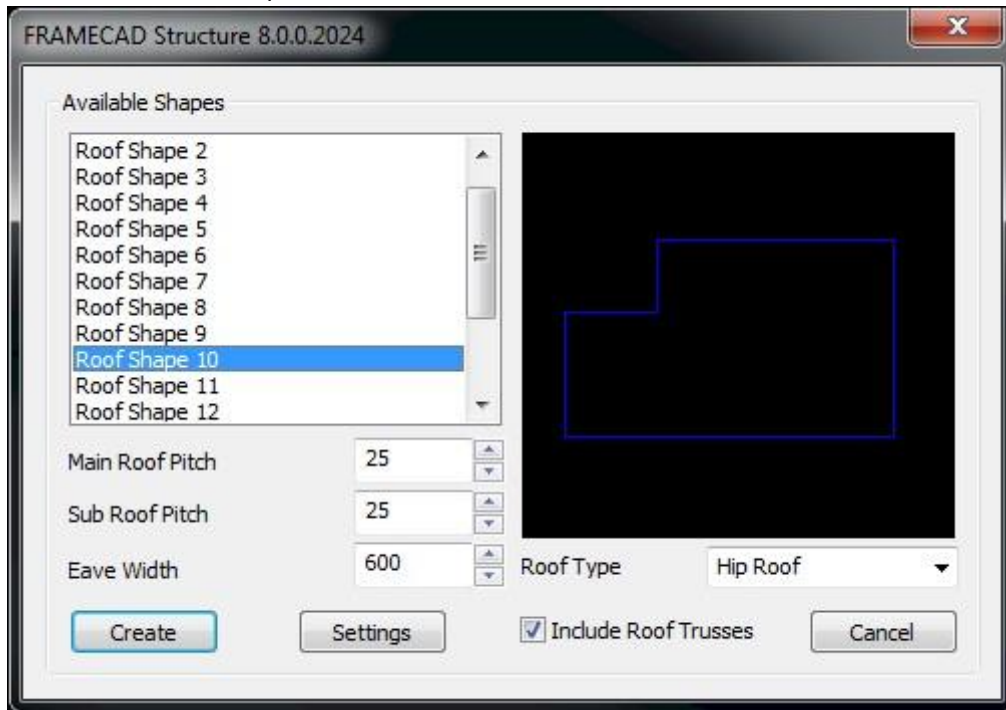 FRAMECAD Structure 8.0.0.2024
Available Shapes
Roof Shape 2
Roof Shape 3
Roof Shape 4
Roof Shape 5
Roof Shape 6
Roof Shape 7
Roof Shape 8
Roof Shape 9
Roof Shape 10
Roof Shape 11
Roof Shape 12
Main Roof Pitch 25
Sub Roof Pitch 25
Eave Width 600
Roof Type Hip Roof
Create Settings Include Roof Trusses Cancel